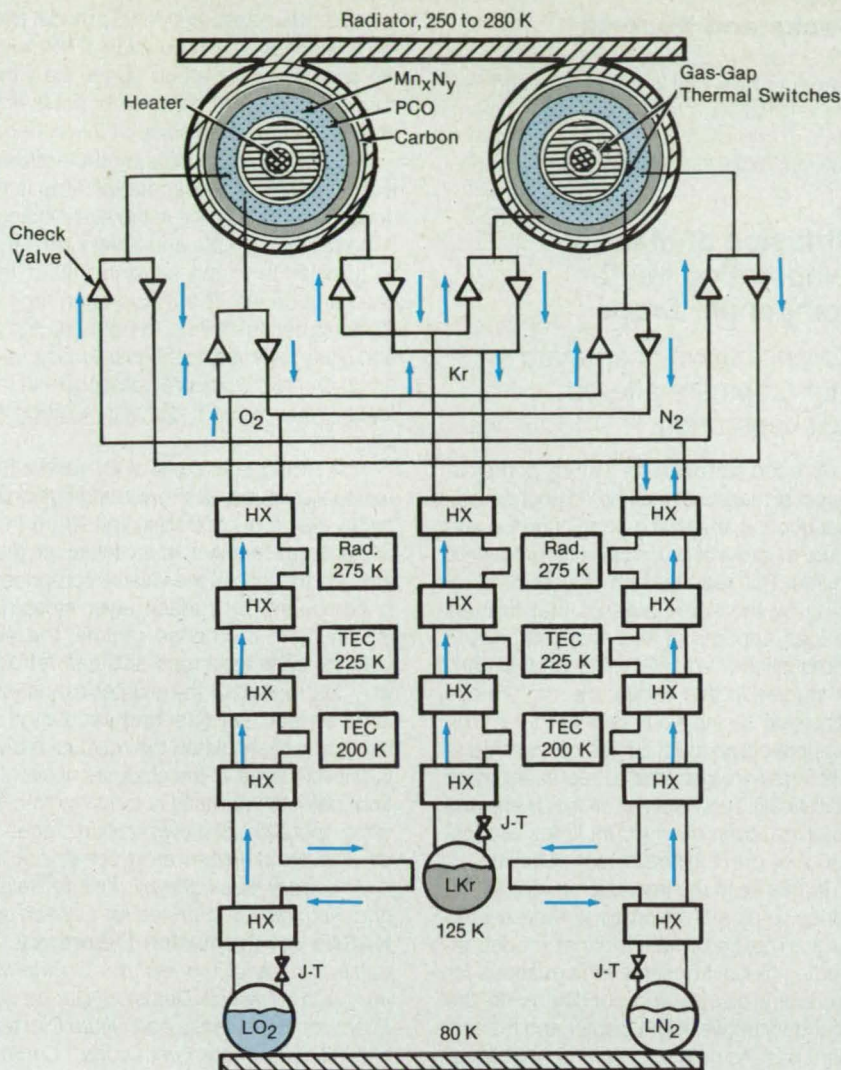 Radiator, 250 to 280 K
MnxNy
PCO
Heater
Carbon
Gas-Gap
Thermal Switches
Check
Valve
Kr
O2
N2
HX
HX
HX
Rad.
275 K
Rad.
275 K
HX
HX
HX
TEC
225 K
TEC
225 K
HX
HX
HX
TEC
200 K
TEC
200 K
HX
HX
HX
J-T
LKr
125 K
HX
HX
J-T
J-T
LO2
80 K
LN2